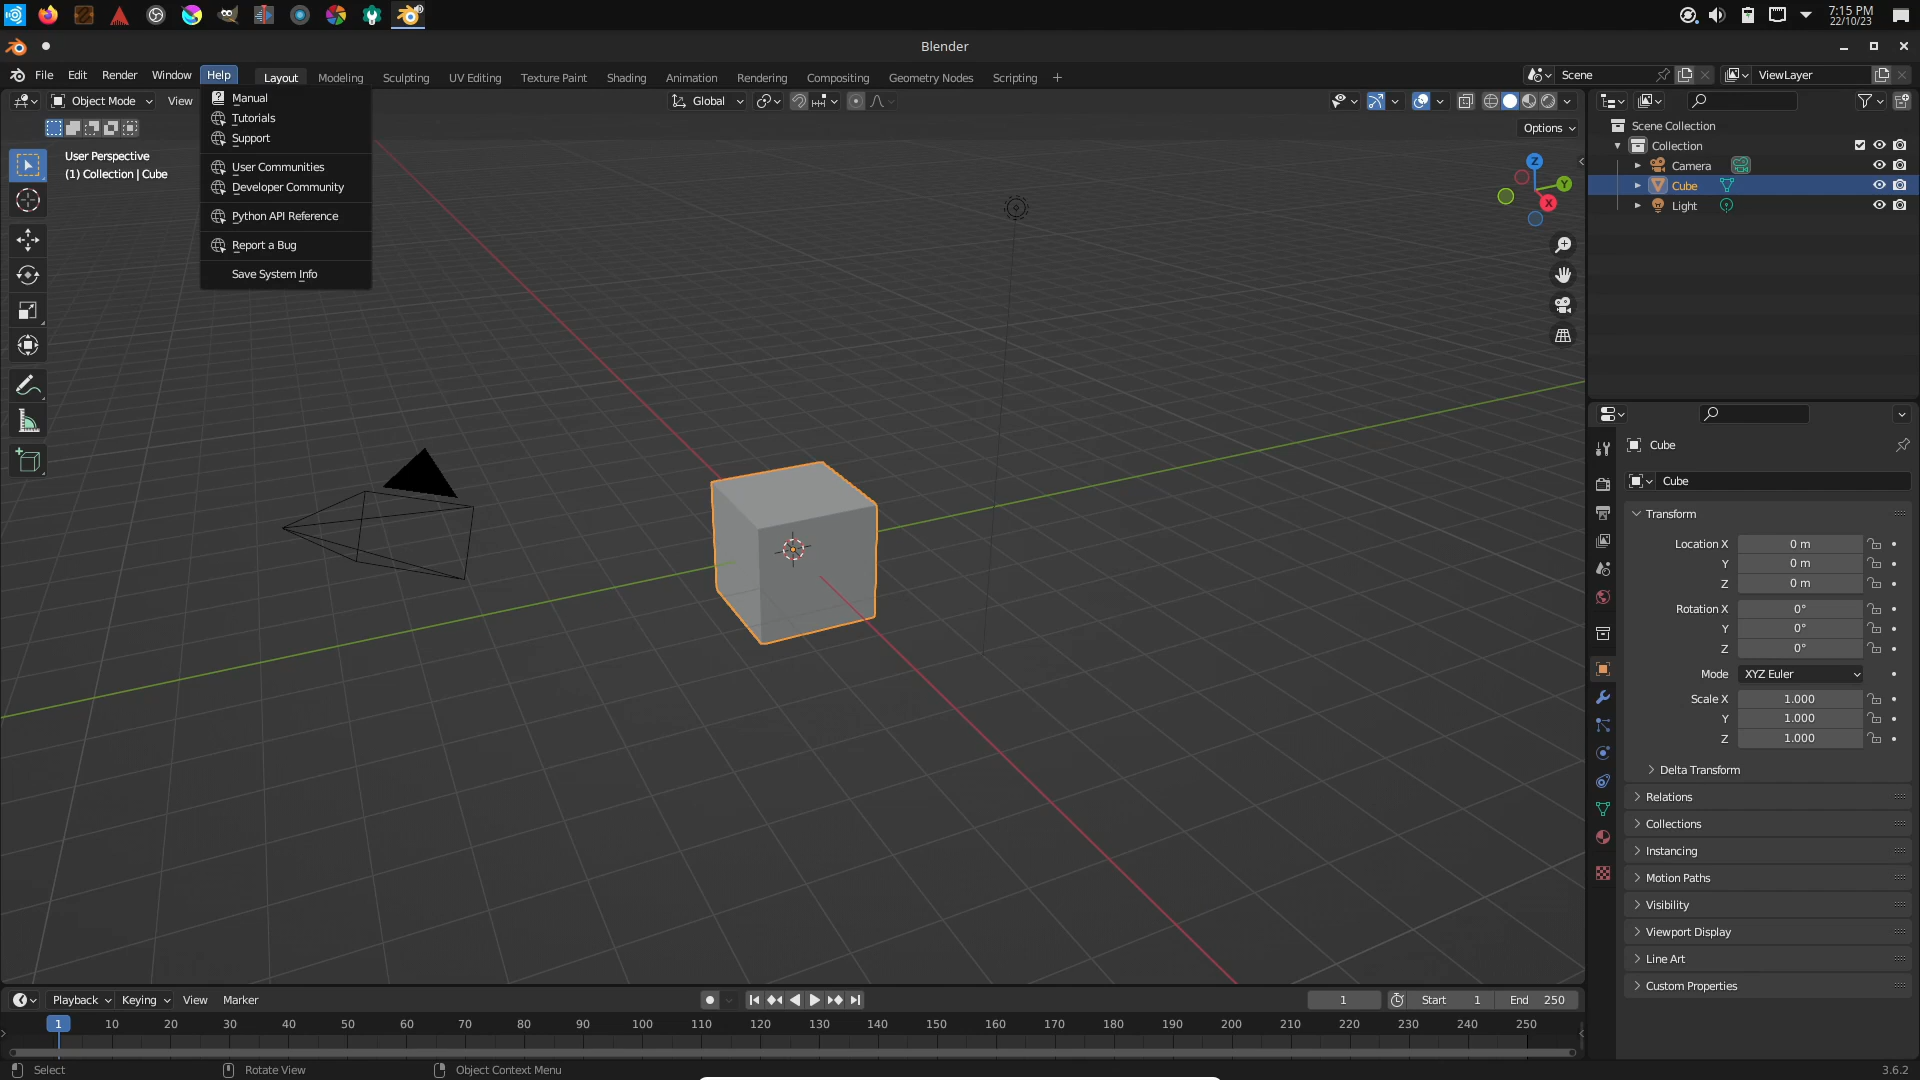 7:15 PM
22/10/23
Blender
File Edit Render Window Help Layout Modeling Sculpting UV Editing Texture Paint Shading Animation Rendering Compositing Geometry Nodes Scripting + Scene ViewLayer
Object Mode View Global
Manual
Tutorials
Support
User Communities
Developer Community
Python API Reference
Report a Bug
Save System Info
Options
User Perspective
(1) Collection | Cube
Z
Y
X
Scene Collection
Collection
Camera
Cube
Light
Cube
Cube
Transform
Location X 0 m
Y 0 m
Z 0 m
Rotation X 0°
Y 0°
Z 0°
Mode XYZ Euler
Scale X 1.000
Y 1.000
Z 1.000
Delta Transform
Relations
Collections
Instancing
Motion Paths
Visibility
Viewport Display
Line Art
Custom Properties
Playback Keying View Marker 1 Start 1 End 250
1 10 20 30 40 50 60 70 80 90 100 110 120 130 140 150 160 170 180 190 200 210 220 230 240 250
Select Rotate View Object Context Menu 3.6.2